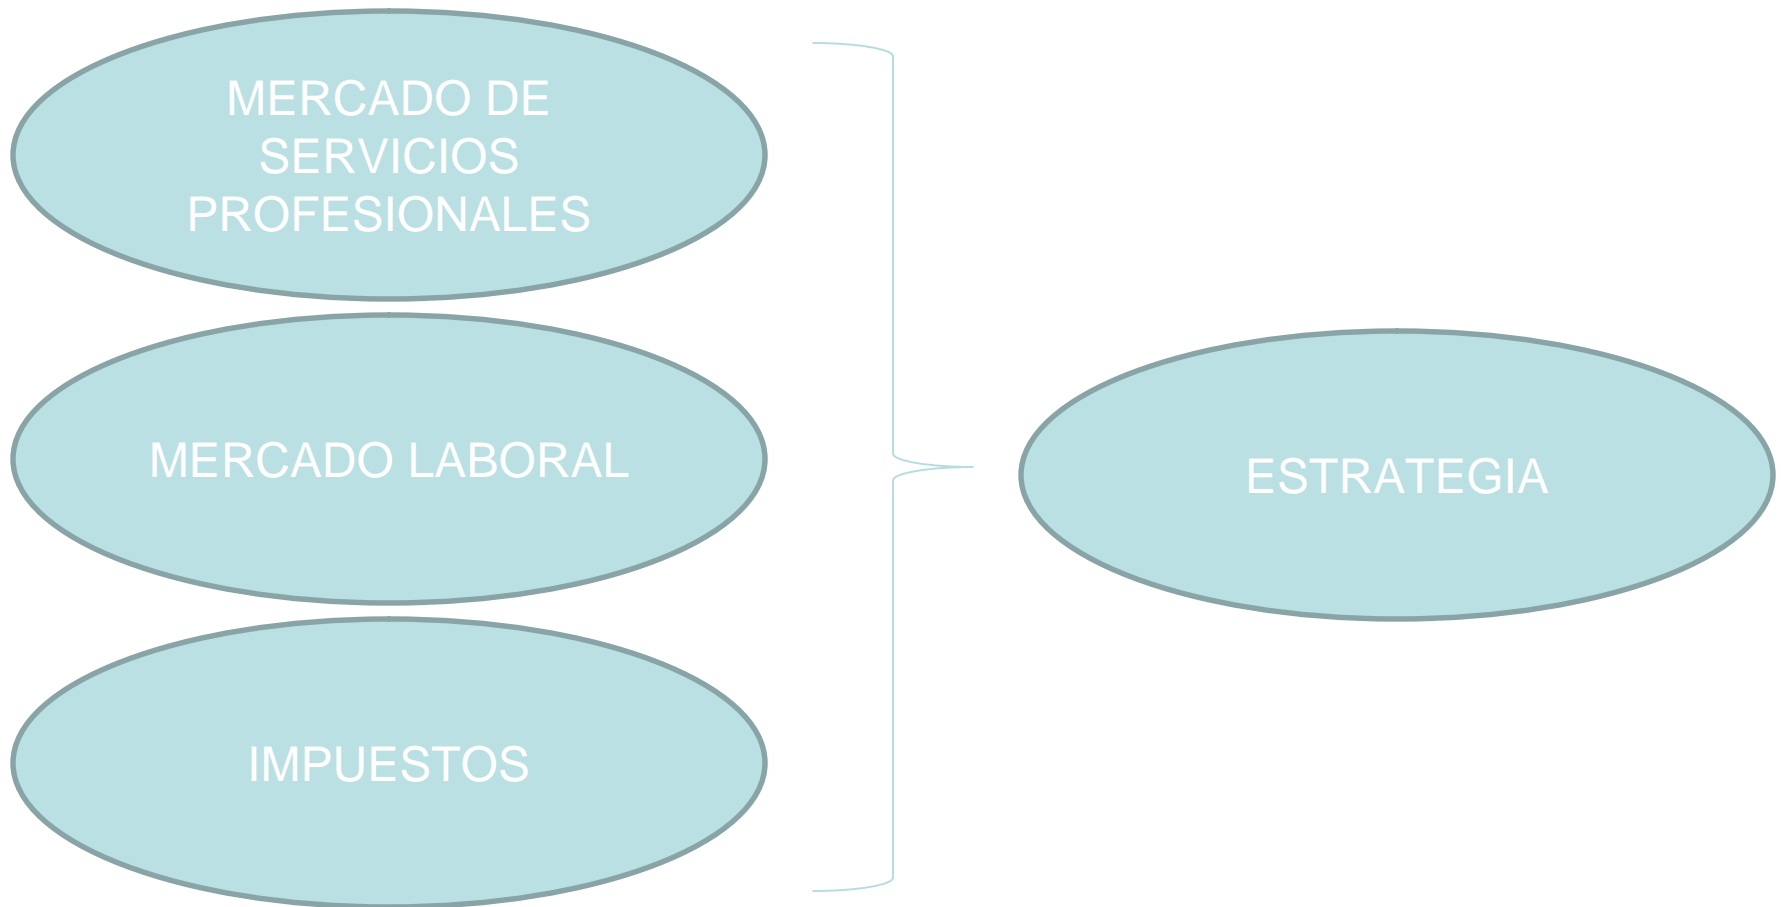 MERCADO DE
SERVICIOS
PROFESIONALES
MERCADO LABORAL
IMPUESTOS
ESTRATEGIA